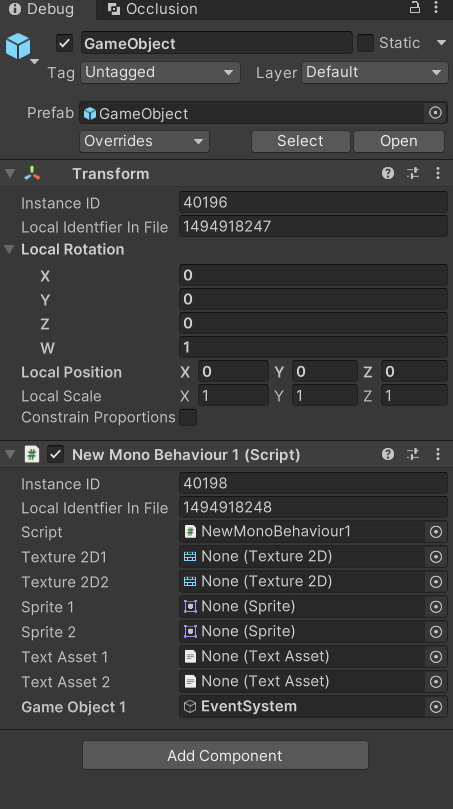 Debug Occlusion
GameObject Static
Tag Untagged Layer Default
Prefab GameObject
Overrides Select Open
Transform
Instance ID 40196
Local Identfier In File 1494918247
Local Rotation
X 0
Y 0
Z 0
W 1
Local Position X 0 Y 0 Z 0
Local Scale X 1 Y 1 Z 1
Constrain Proportions
New Mono Behaviour 1 (Script)
Instance ID 40198
Local Identfier In File 1494918248
Script NewMonoBehaviour1
Texture 2D1 None (Texture 2D)
Texture 2D2 None (Texture 2D)
Sprite 1 None (Sprite)
Sprite 2 None (Sprite)
Text Asset 1 None (Text Asset)
Text Asset 2 None (Text Asset)
Game Object 1 EventSystem
Add Component